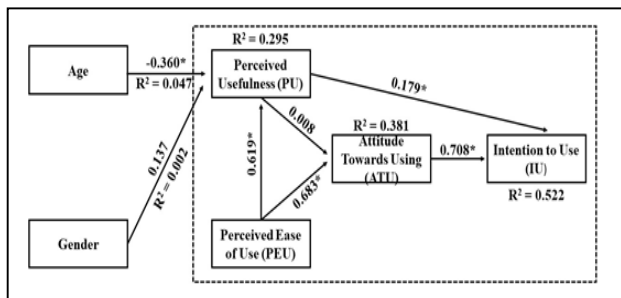 R² = 0.295
Age
-0.360*
R² = 0.047
Perceived
Usefulness (PU)
0.179*
0.137
R² = 0.002
0.619*
0.008
R² = 0.381
Attitude
Towards Using
(ATU)
0.708*
Intention to Use
(IU)
R² = 0.522
0.683*
Gender
Perceived Ease
of Use (PEU)